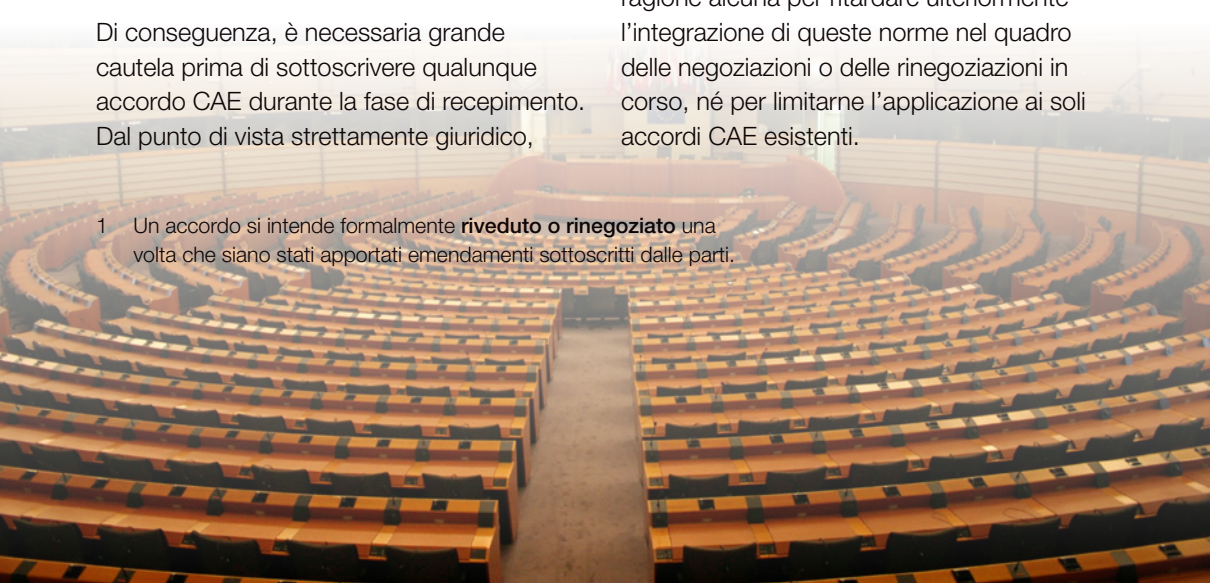 Di conseguenza, è necessaria grande
cautela prima di sottoscrivere qualunque
accordo CAE durante la fase di recepimento.
Dal punto di vista strettamente giuridico,
ragione alcuna per ritardare ulteriormente
l’integrazione di queste norme nel quadro
delle negoziazioni o delle rinegoziazioni in
corso, né per limitarne l’applicazione ai soli
accordi CAE esistenti.
1 Un accordo si intende formalmente riveduto o rinegoziato una
volta che siano stati apportati emendamenti sottoscritti dalle parti.